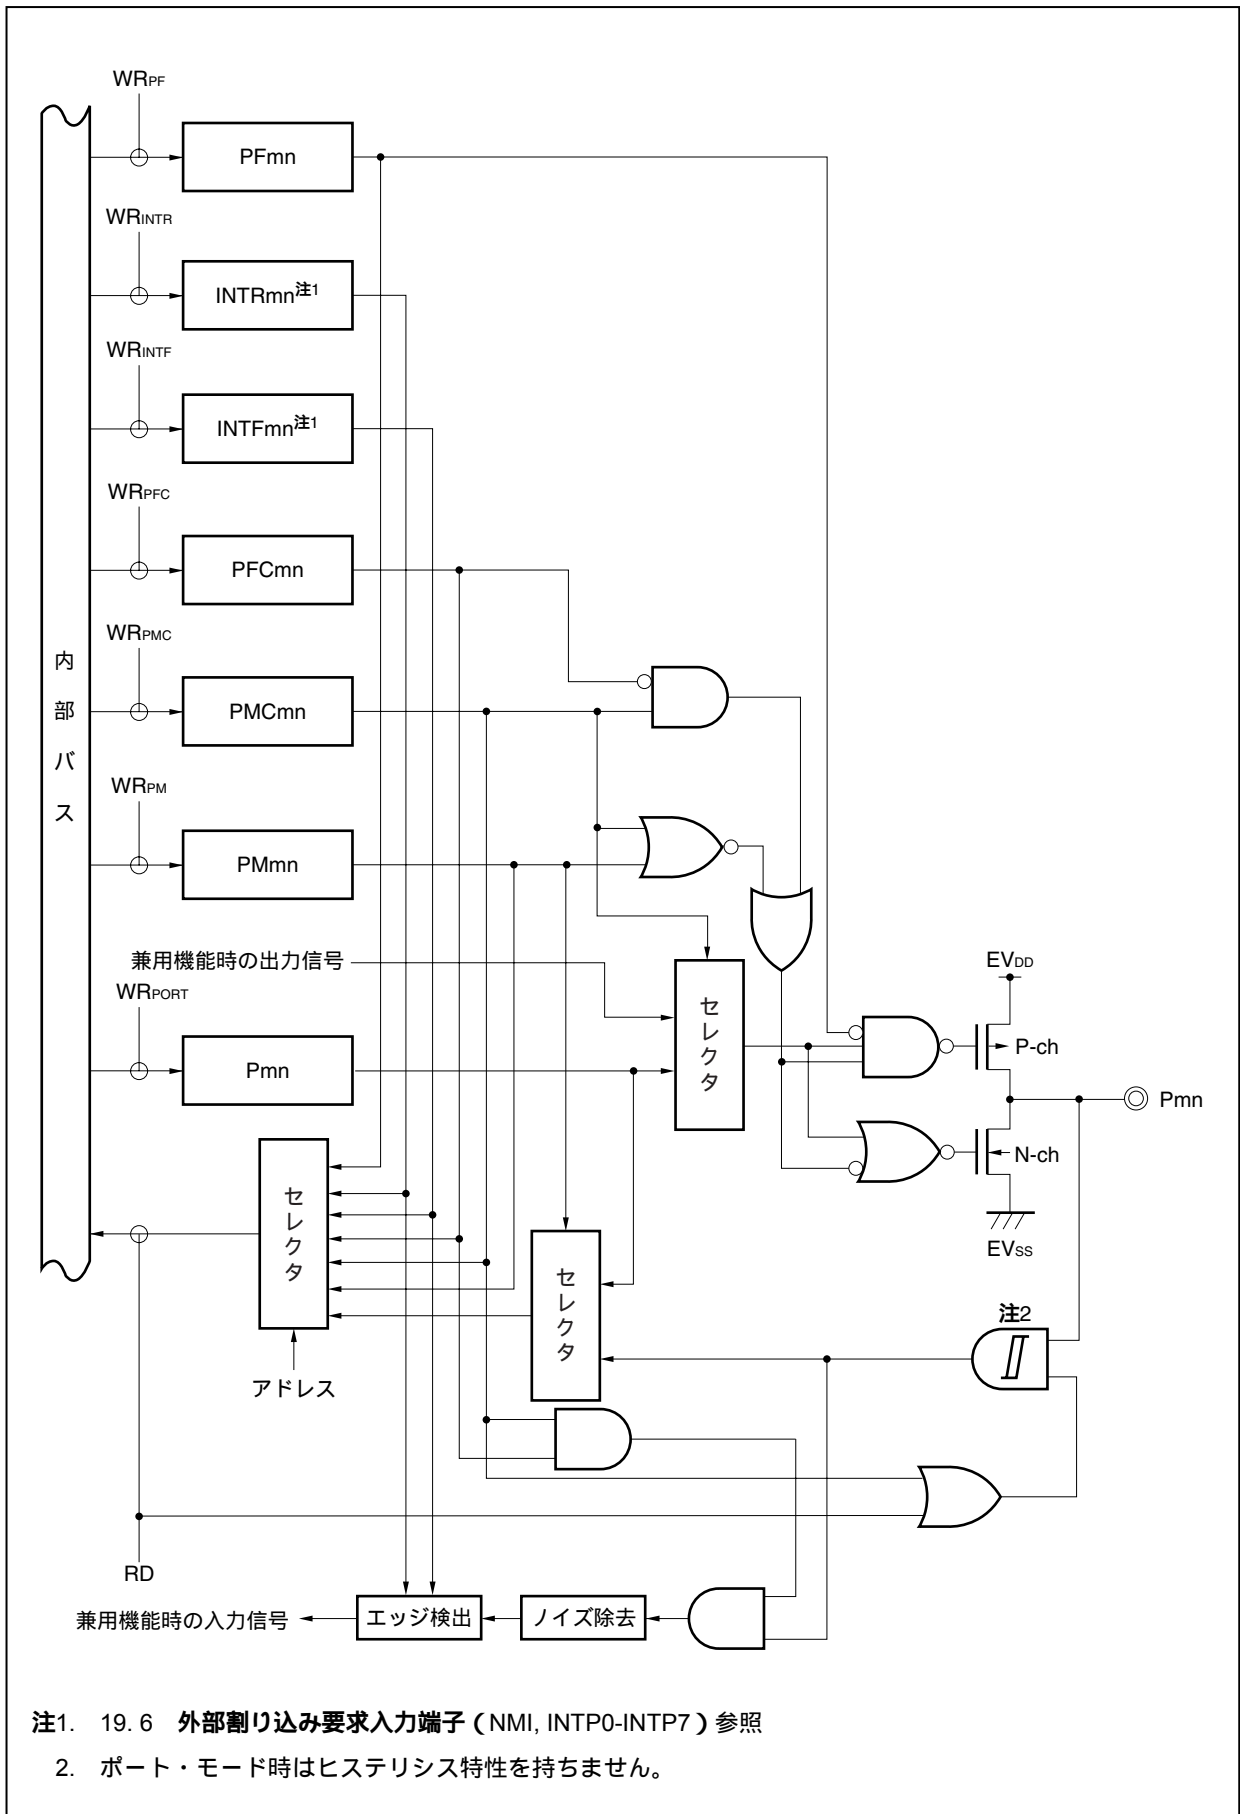 WRPF
PFmn
WRINTR
INTRmn注1
WRINTF
INTFmn注1
WRPFC
PFCmn
WRPMC
PMCmn
内部バス
WRPM
PMmn
兼用機能時の出力信号
WRPORT
Pmn
セレクタ
EVDD
P-ch
Pmn
N-ch
EVSS
セレクタ
セレクタ
注2
アドレス
RD
兼用機能時の入力信号
エッジ検出
ノイズ除去
注1. 19. 6 外部割り込み要求入力端子(NMI, INTP0-INTP7)参照
2. ポート・モード時はヒステリシス特性を持ちません。